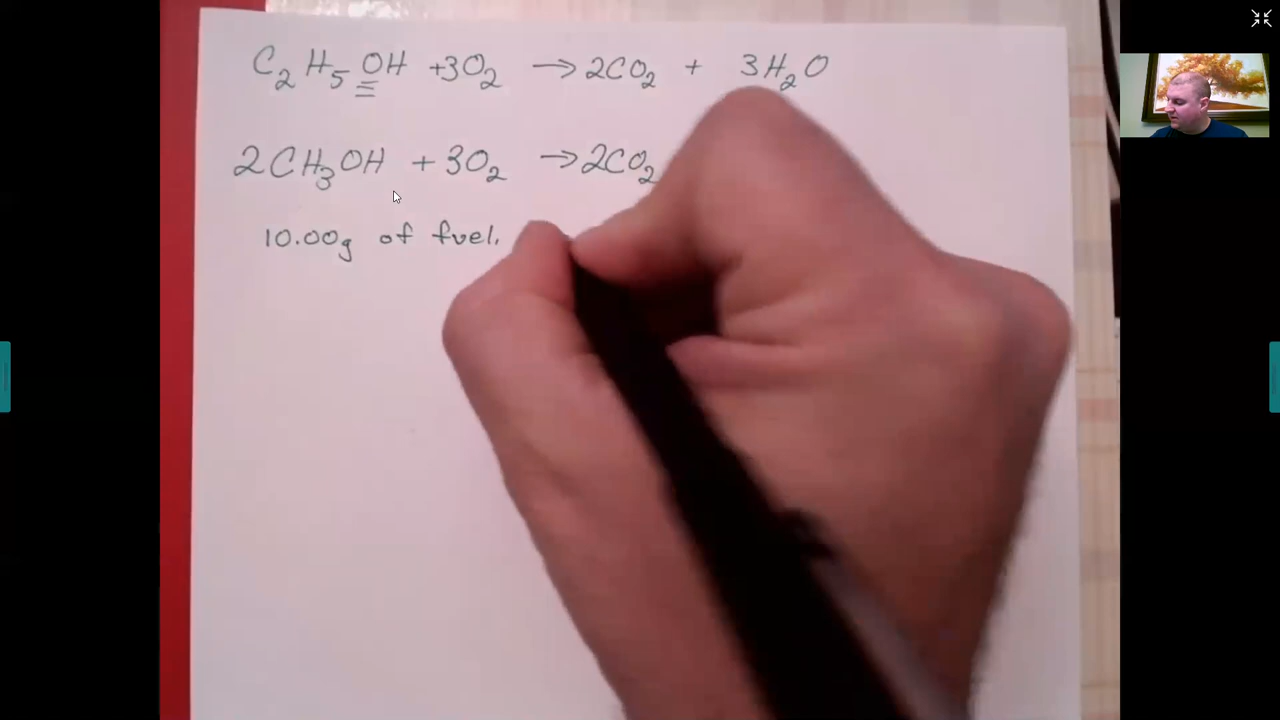 C₂H₅OH +3O₂ → 2CO₂ + 3H₂O
2CH₃OH + 3O₂ → 2CO₂
10.00g of fuel.